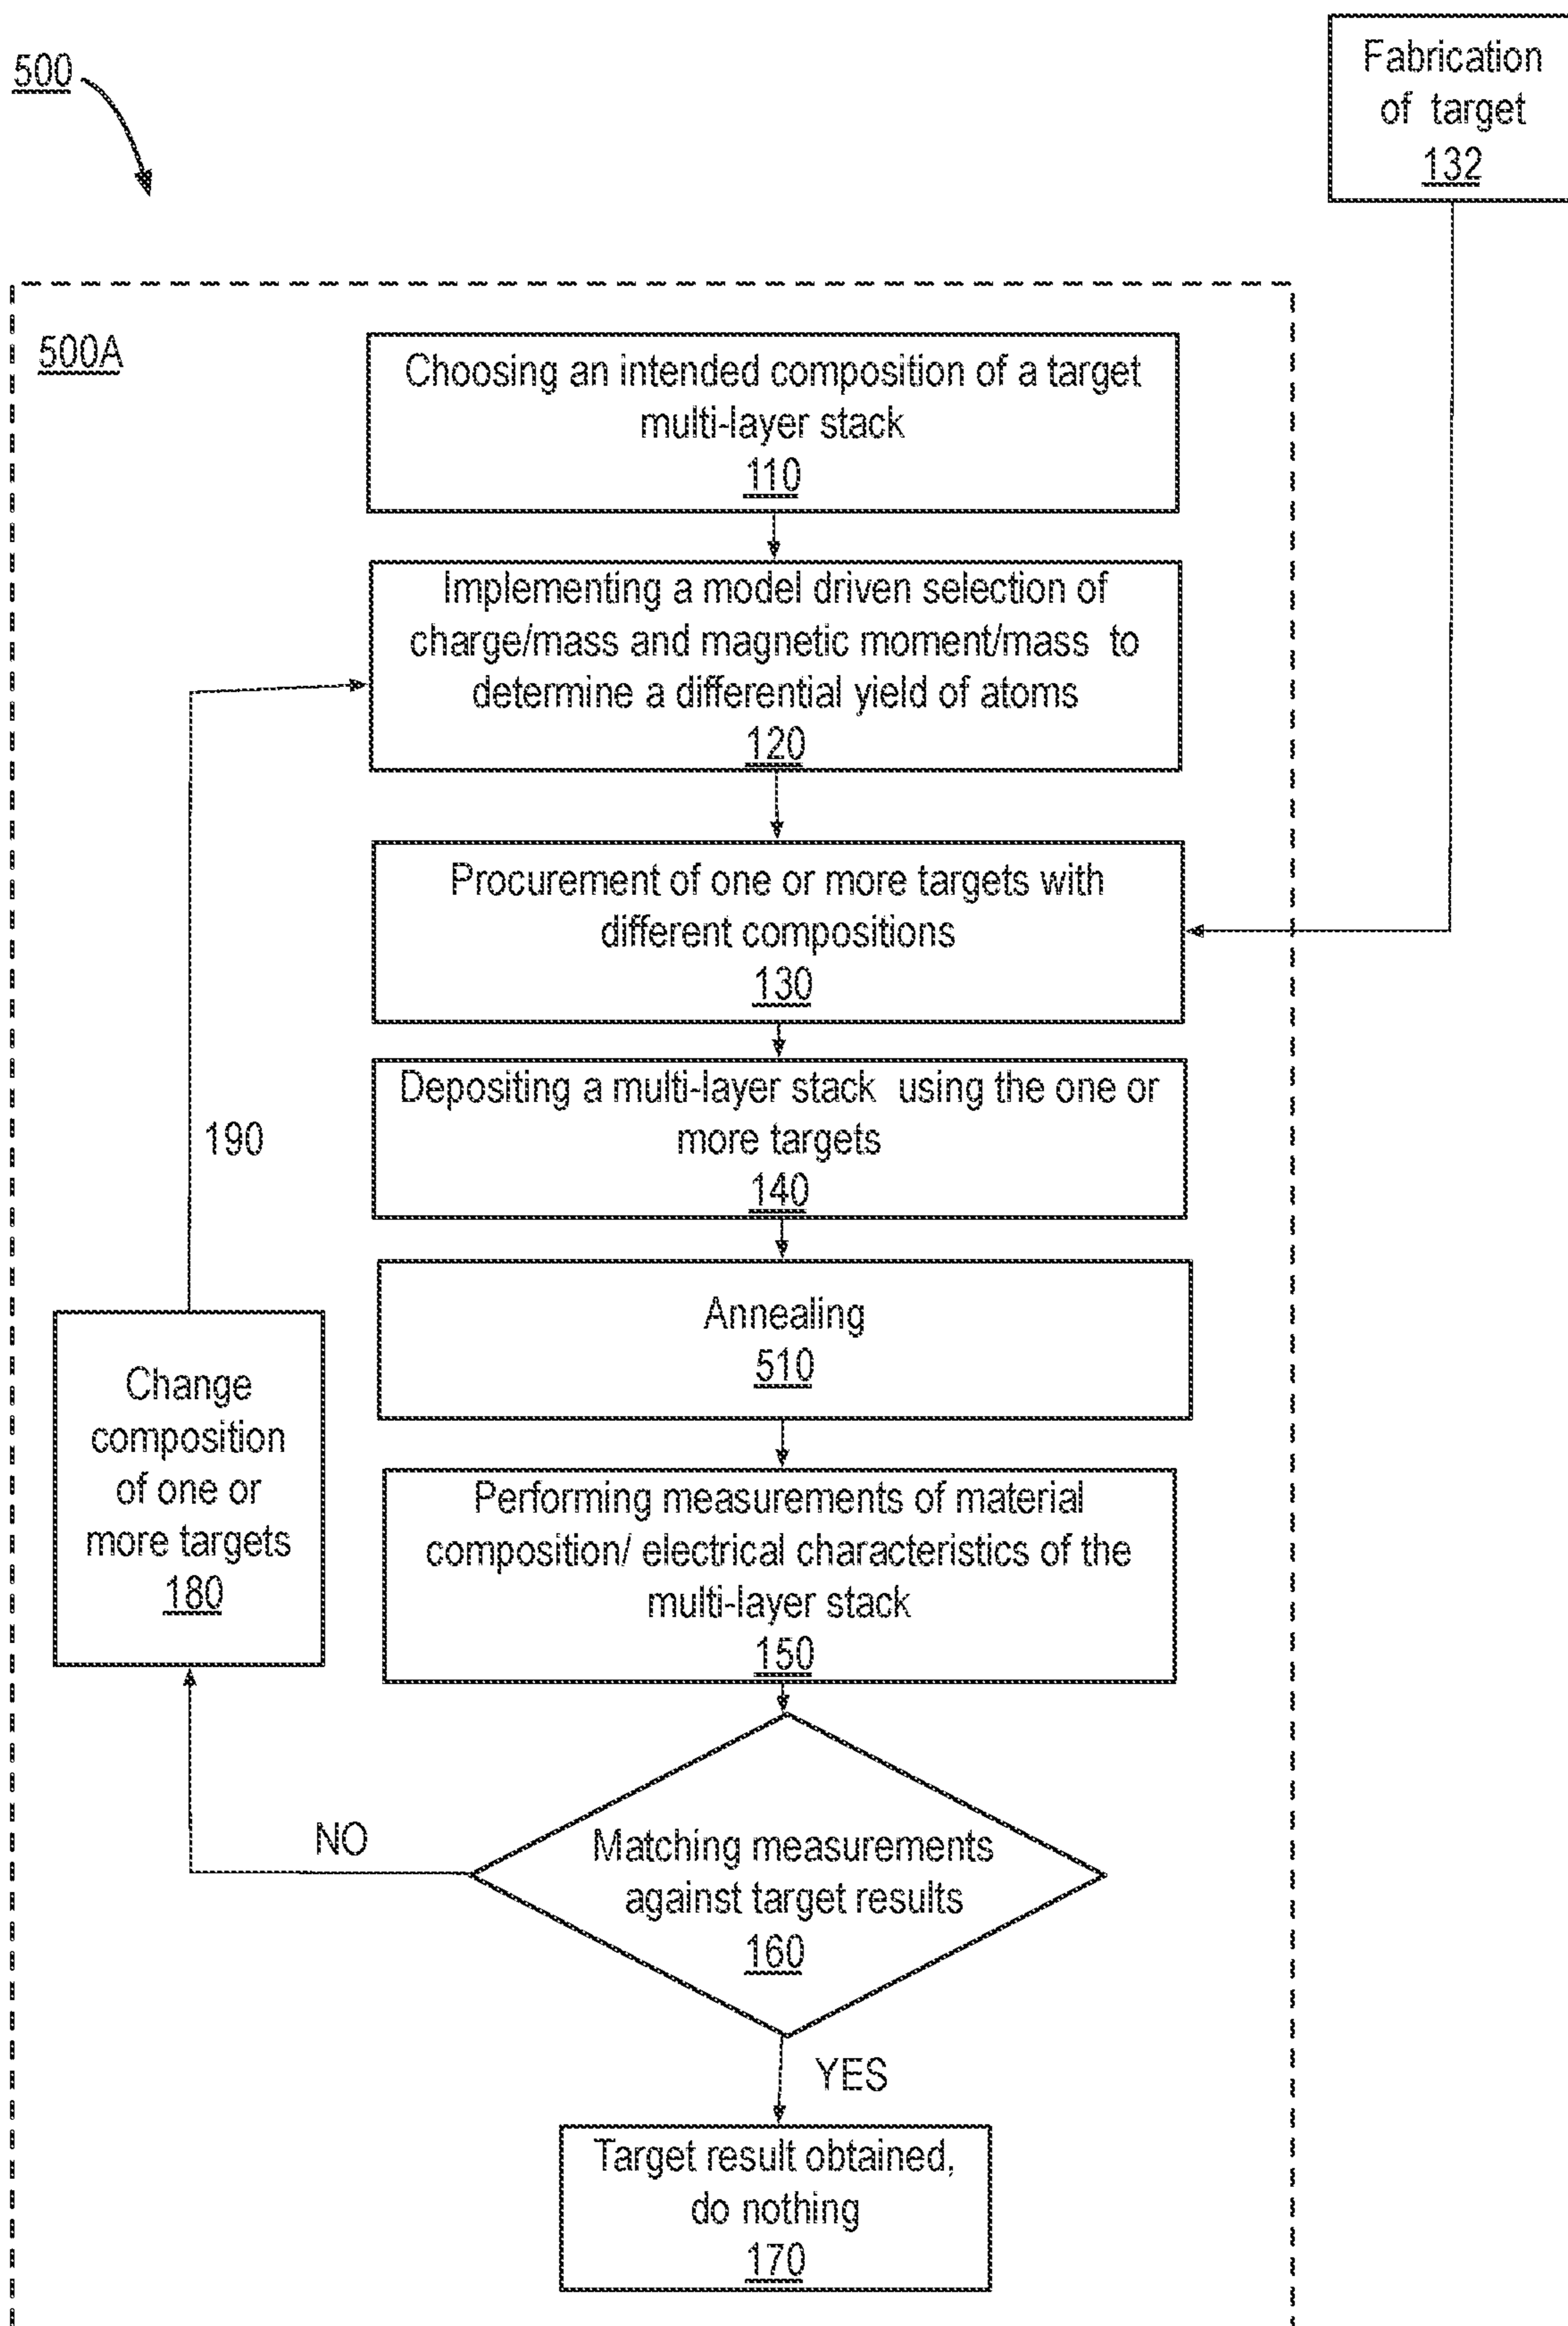 500
Fabrication
of target
132
500A
Choosing an intended composition of a target
multi-layer stack
110
Implementing a model driven selection of
charge/mass and magnetic moment/mass to
determine a differential yield of atoms
120
Procurement of one or more targets with
different compositions
130
Depositing a multi-layer stack using the one or
more targets
140
190
Annealing
510
Change
composition
of one or
more targets
180
Performing measurements of material
composition/ electrical characteristics of the
multi-layer stack
150
NO
Matching measurements
against target results
160
YES
Target result obtained,
do nothing
170